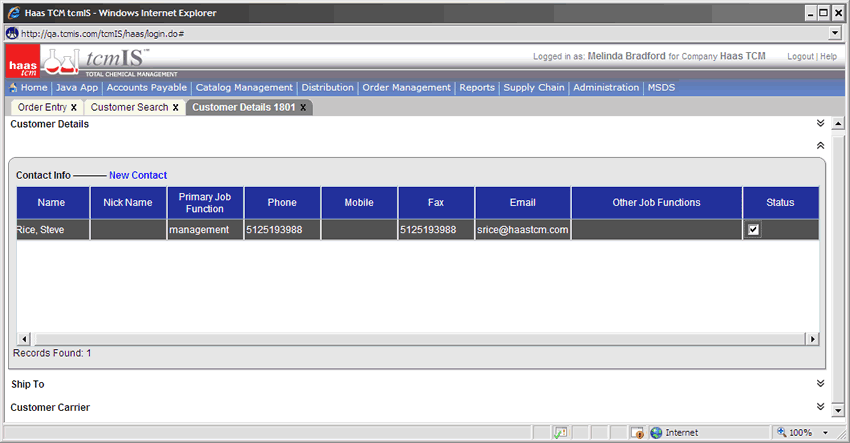 Haas TCM tcmIS - Windows Internet Explorer
http://qa.tcmis.com/tcmIS/haas/login.do#
haas tcm
tcmIS™
TOTAL CHEMICAL MANAGEMENT
Logged in as: Melinda Bradford for Company Haas TCM Logout | Help
Home | Java App | Accounts Payable | Catalog Management | Distribution | Order Management | Reports | Supply Chain | Administration | MSDS
Order Entry x Customer Search x Customer Details 1801 x
Customer Details
Contact Info ——— New Contact
Name Nick Name Primary Job Function Phone Mobile Fax Email Other Job Functions Status
Rice, Steve management 5125193988 5125193988 srice@haastcm.com
Records Found: 1
Ship To
Customer Carrier
Internet 100%